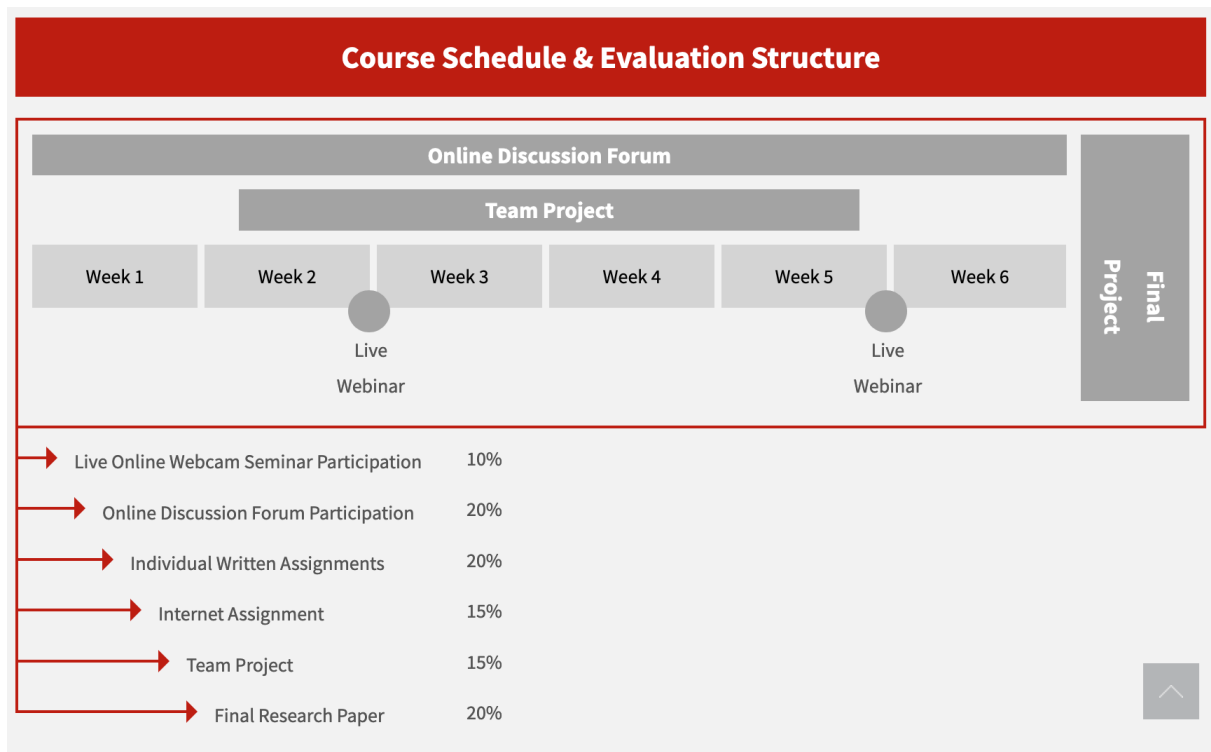 Course Schedule & Evaluation Structure
Online Discussion Forum
Team Project
Week 1
Week 2
Week 3
Week 4
Week 5
Week 6
Final
Project
Live
Webinar
Live
Webinar
Live Online Webcam Seminar Participation 10%
Online Discussion Forum Participation 20%
Individual Written Assignments 20%
Internet Assignment 15%
Team Project 15%
Final Research Paper 20%